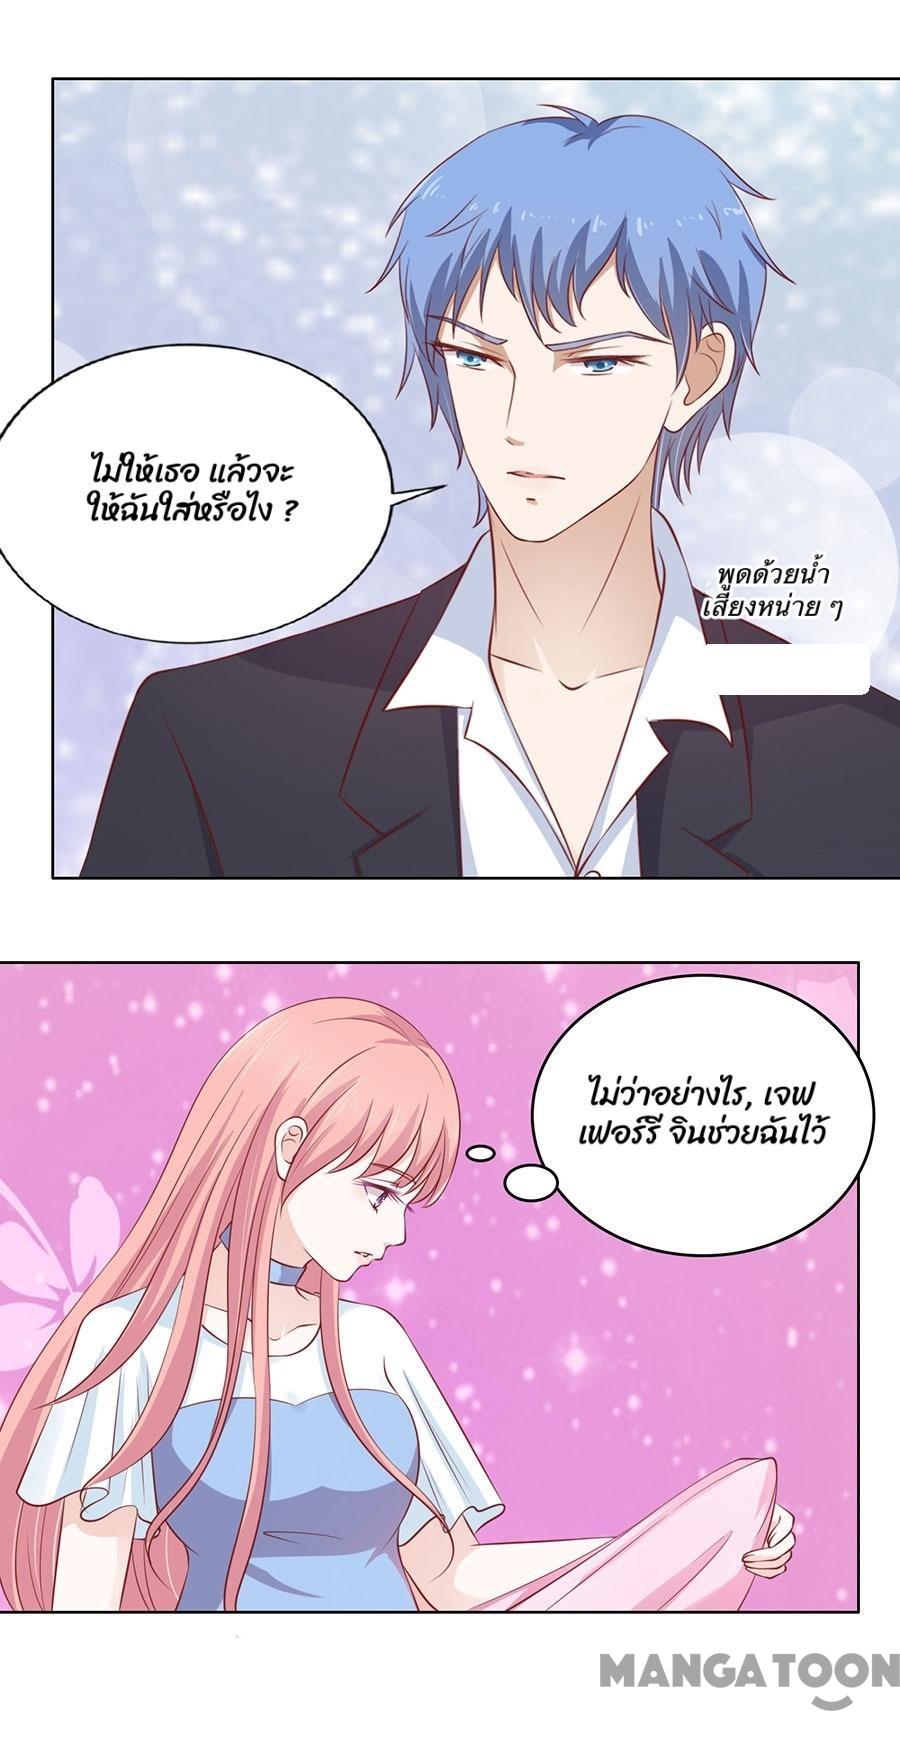 ไม่ให้เธอ แล้วจะ
ให้ฉันใส่หรือไง ?
พูดด้วยน้ำ
เสียงหน่าย ๆ
ไม่ว่าอย่างไร, เจฟ
เฟอร์รี จินช่วยฉันไว้
MANGATOON